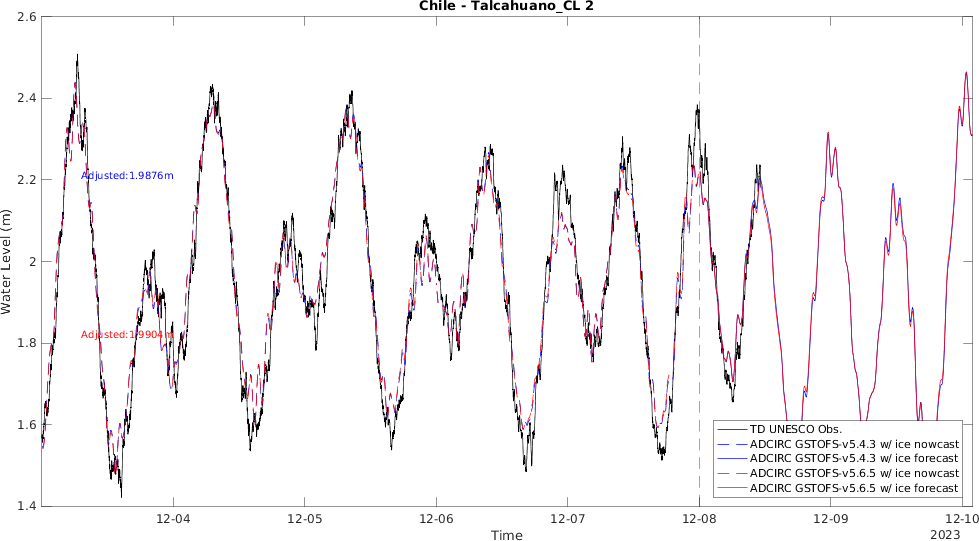 Chile - Talcahuano_CL 2
2.6
2.4
2.2
2
1.8
1.6
1.4
Water Level (m)
Adjusted:1.9876m
Adjusted:1.9904m
TD UNESCO Obs.
ADCIRC GSTOFS-v5.4.3 w/ ice nowcast
ADCIRC GSTOFS-v5.4.3 w/ ice forecast
ADCIRC GSTOFS-v5.6.5 w/ ice nowcast
ADCIRC GSTOFS-v5.6.5 w/ ice forecast
12-04 12-05 12-06 12-07 12-08 12-09 12-10
Time
2023